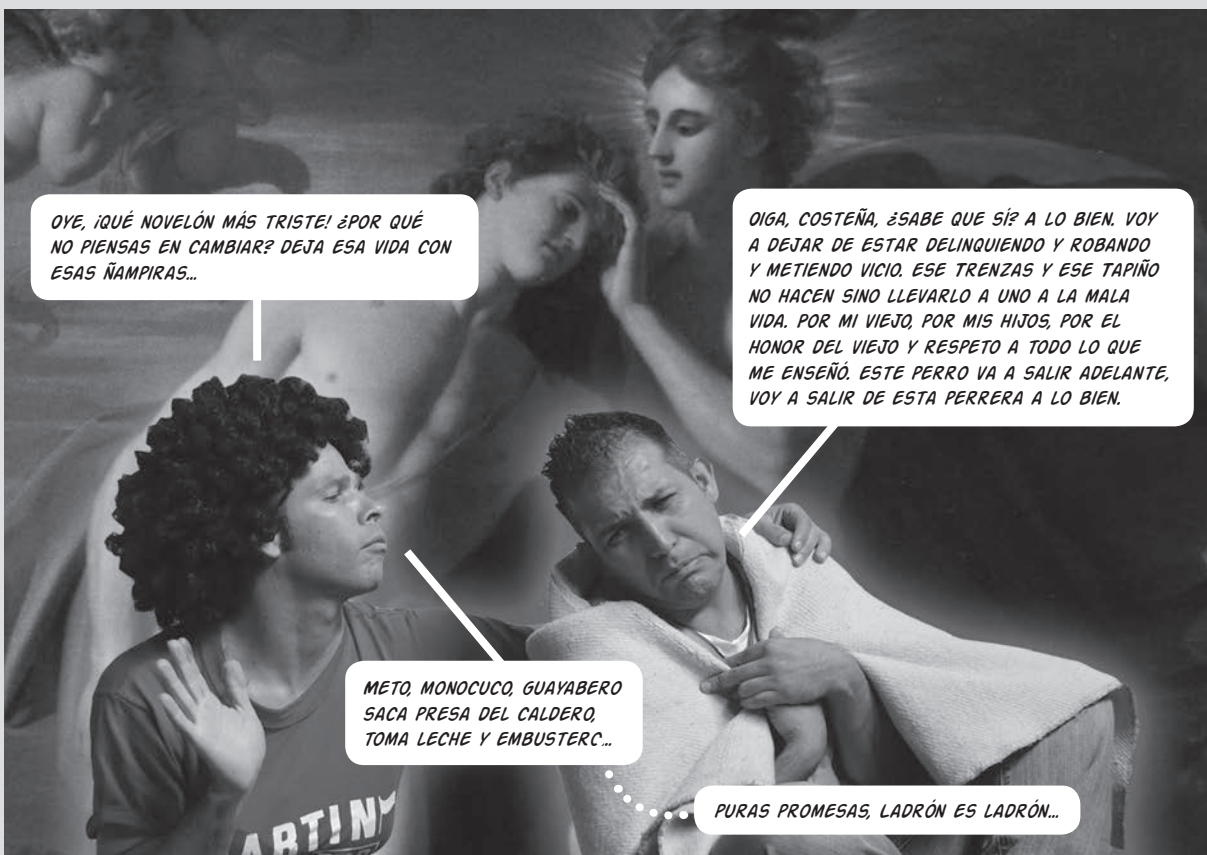 OYE, ¡QUÉ NOVELÓN MÁS TRISTE! ¿POR QUÉ
NO PIENSAS EN CAMBIAR? DEJA ESA VIDA CON
ESAS ÑAMPIRAS...
OIGA, COSTEÑA, ¿SABE QUE SÍ? A LO BIEN. VOY
A DEJAR DE ESTAR DELINQUIENDO Y ROBANDO
Y METIENDO VICIO. ESE TRENZAS Y ESE TAPIÑO
NO HACEN SINO LLEVARLO A UNO A LA MALA
VIDA. POR MI VIEJO, POR MIS HIJOS, POR EL
HONOR DEL VIEJO Y RESPETO A TODO LO QUE
ME ENSEÑÓ. ESTE PERRO VA A SALIR ADELANTE,
VOY A SALIR DE ESTA PERRERA A LO BIEN.
METO, MONOCUCO, GUAYABERO
SACA PRESA DEL CALDERO,
TOMA LECHE Y EMBUSTERC...
PURAS PROMESAS, LADRÓN ES LADRÓN...
ARTIN